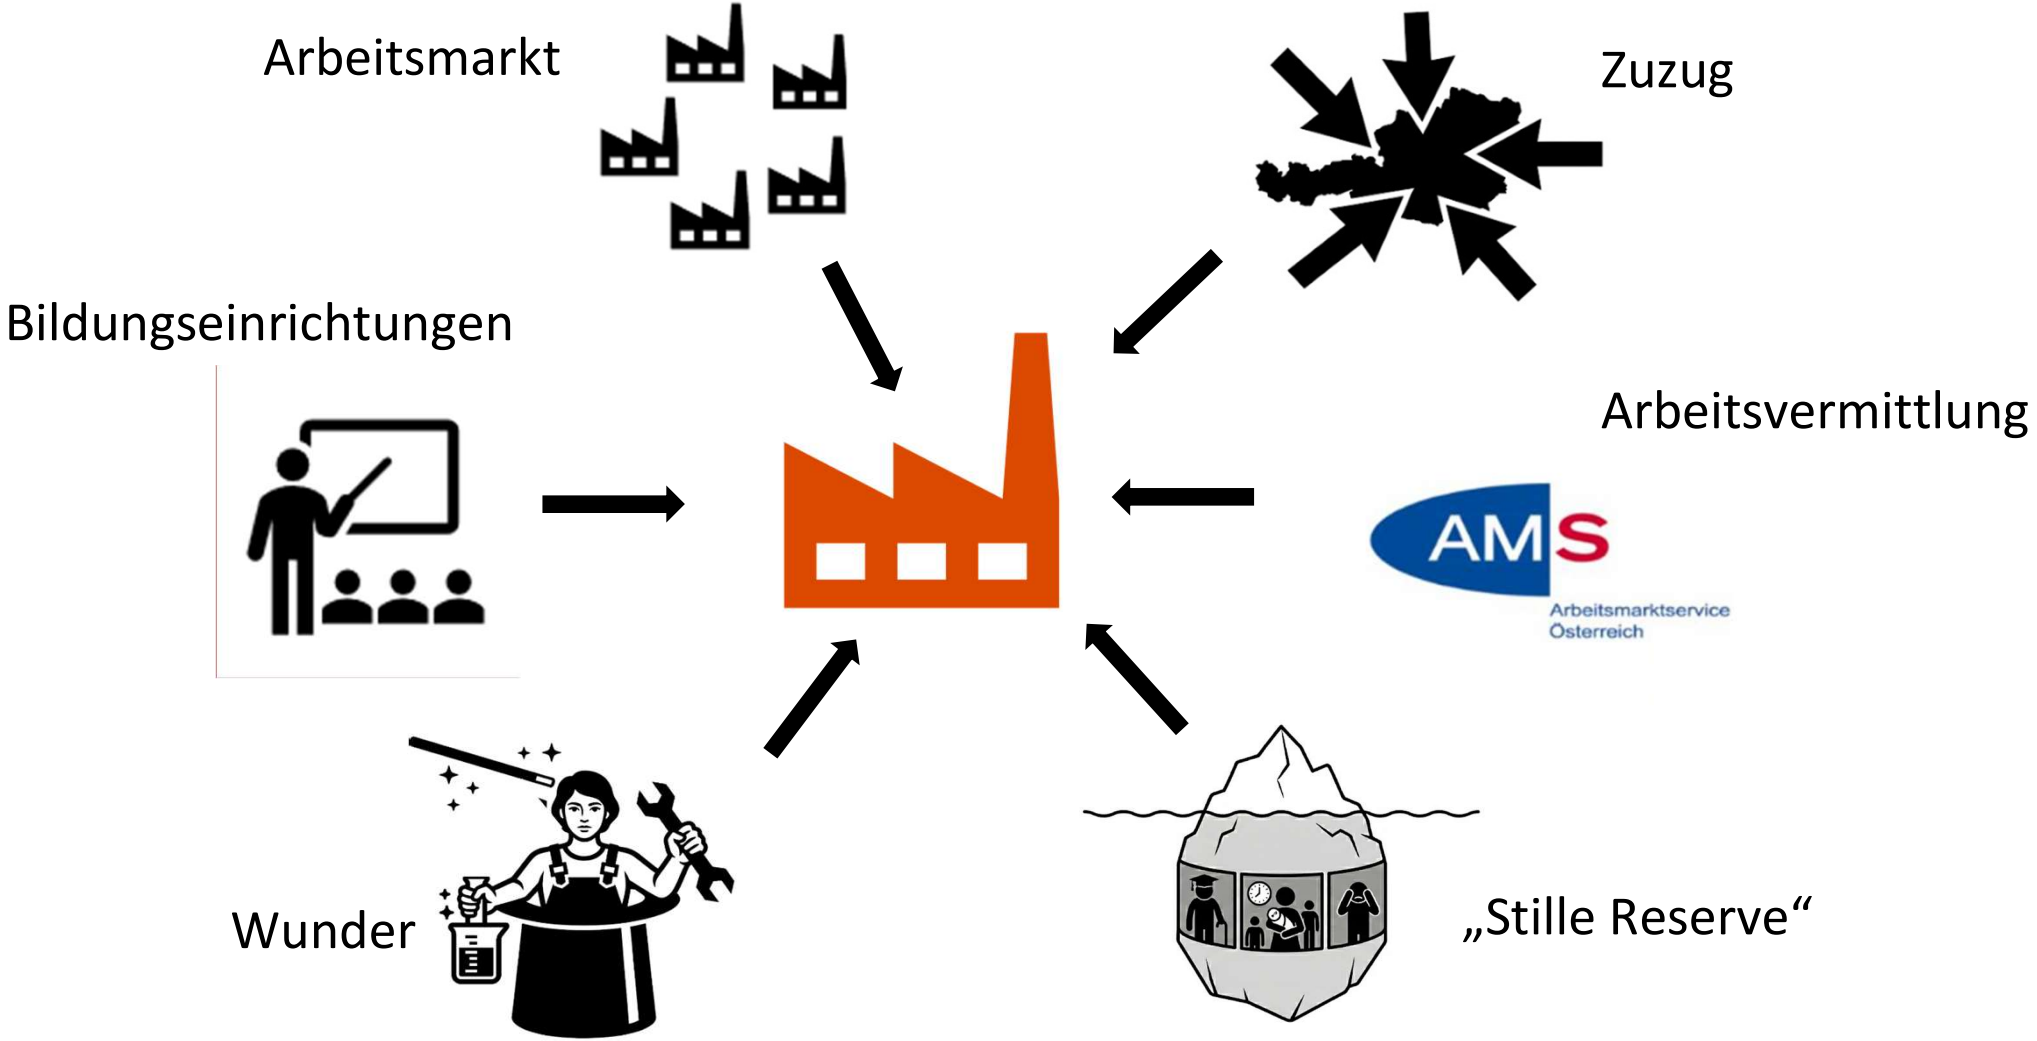 Arbeitsmarkt
Zuzug
Bildungseinrichtungen
Arbeitsvermittlung
AMS
Arbeitsmarktservice
Österreich
Wunder
„Stille Reserve“